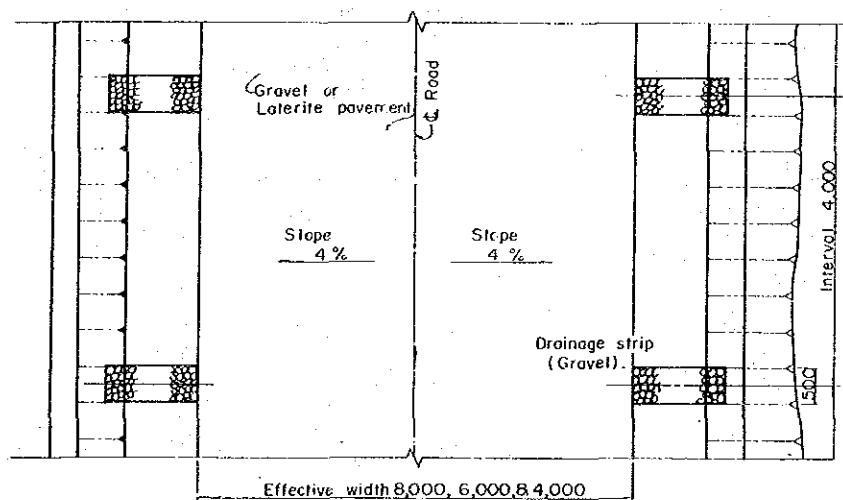 Gravel or
Laterite pavement
℄ Road
Slope
4 %
Slope
4 %
Interval 4,000
Drainage strip
(Gravel).
500
Effective width 8,000, 6,000, & 4,000